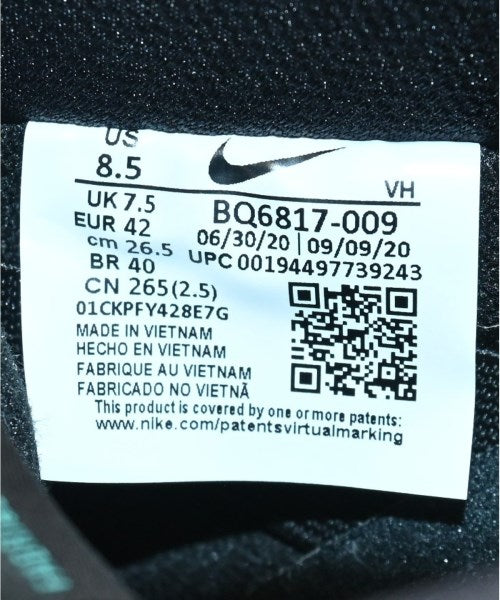 US
8.5
VH
UK 7.5
BQ6817-009
EUR 42
06/30/20 | 09/09/20
cm 26.5
UPC 00194497739243
BR 40
CN 265(2.5)
01CKPFY428E7G
MADE IN VIETNAM
HECHO EN VIETNAM
FABRIQUE AU VIETNAM
FABRICADO NO VIETNÃ
This product is covered by one or more patents:
www.nike.com/patentsvirtualmarking